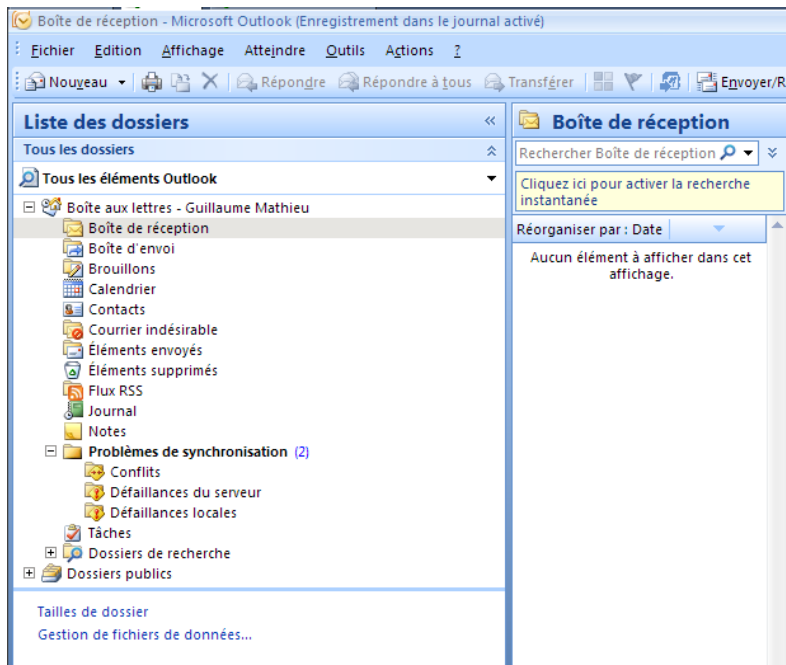 Boîte de réception - Microsoft Outlook (Enregistrement dans le journal activé)
Fichier Edition Affichage Atteindre Outils Actions ?
Nouveau Répondre Répondre à tous Transférer Envoyer/R
Liste des dossiers
Tous les dossiers
Tous les éléments Outlook
Boîte aux lettres - Guillaume Mathieu
Boîte de réception
Boîte d'envoi
Brouillons
Calendrier
Contacts
Courrier indésirable
Éléments envoyés
Éléments supprimés
Flux RSS
Journal
Notes
Problèmes de synchronisation (2)
Conflits
Défaillances du serveur
Défaillances locales
Tâches
Dossiers de recherche
Dossiers publics
Tailles de dossier
Gestion de fichiers de données...
Boîte de réception
Rechercher Boîte de réception
Cliquez ici pour activer la recherche
instantanée
Réorganiser par : Date
Aucun élément à afficher dans cet
affichage.